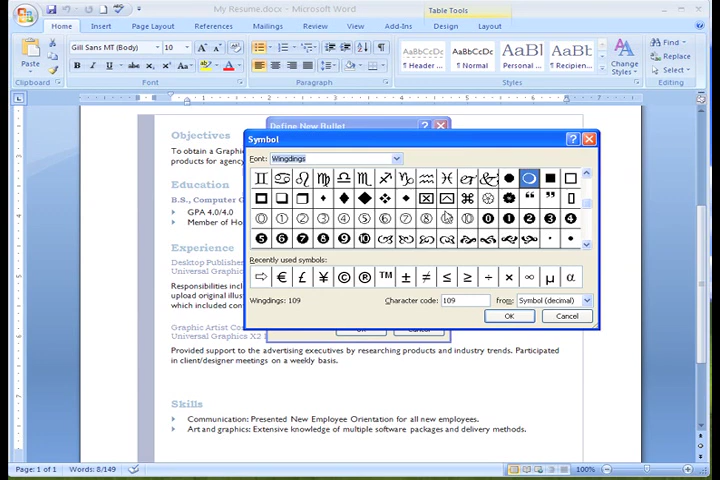 My Resume.docx - Microsoft Word
Table Tools
Home Insert Page Layout References Mailings Review View Add-Ins Design Layout
Paste
Gill Sans MT (Body) 10
AaBbCcDc AaBbCcDc AaBbC AaBbCc
¶ Header ... ¶ Normal Personal ... ¶ Recipien...
Change Styles
Find
Replace
Select
Clipboard Font Paragraph Styles Editing
Define New Bullet
Symbol
Font: Wingdings
Recently used symbols:
⇨ € £ ¥ © ® ™ ± ≠ ≤ ≥ ÷ × ∞ µ α
Wingdings: 109
Character code: 109
from: Symbol (decimal)
OK Cancel
Objectives
To obtain a Graphic
products for agency
Education
B.S., Computer G
• GPA 4.0/4.0
• Member of Ho
Experience
Desktop Publisher
Universal Graphic
Responsibilities inc
upload original illust
which included con
Graphic Artist Co
Universal Graphics X2
Provided support to the advertising executives by researching products and industry trends. Participated
in client/designer meetings on a weekly basis.
Skills
• Communication: Presented New Employee Orientation for all new employees.
• Art and graphics: Extensive knowledge of multiple software packages and delivery methods.
Page: 1 of 1 Words: 8/149 100%